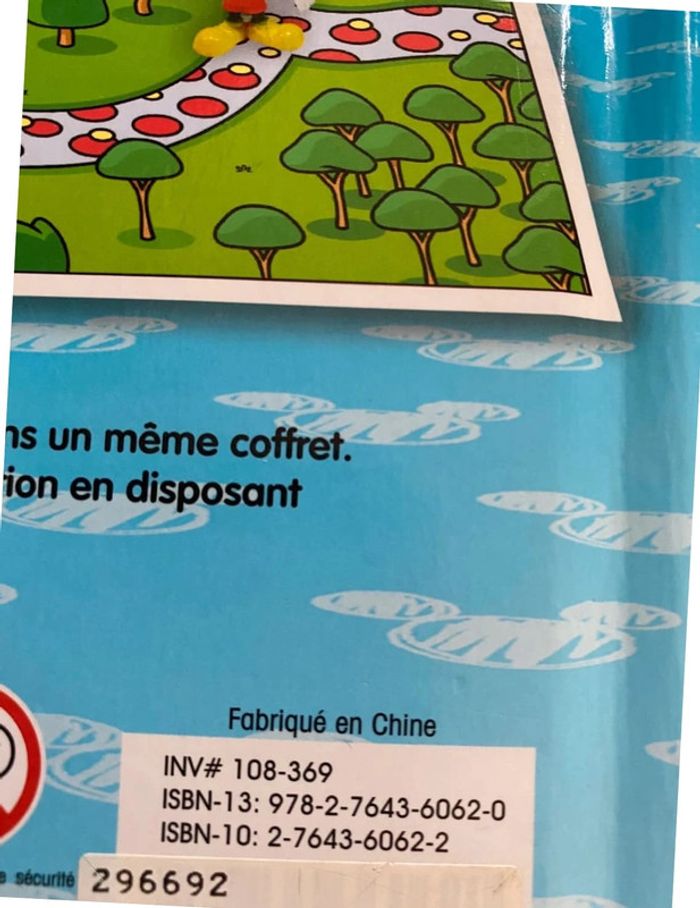 ns un même coffret.
ion en disposant
Fabriqué en Chine
INV# 108-369
ISBN-13: 978-2-7643-6062-0
ISBN-10: 2-7643-6062-2
sécurité
296692